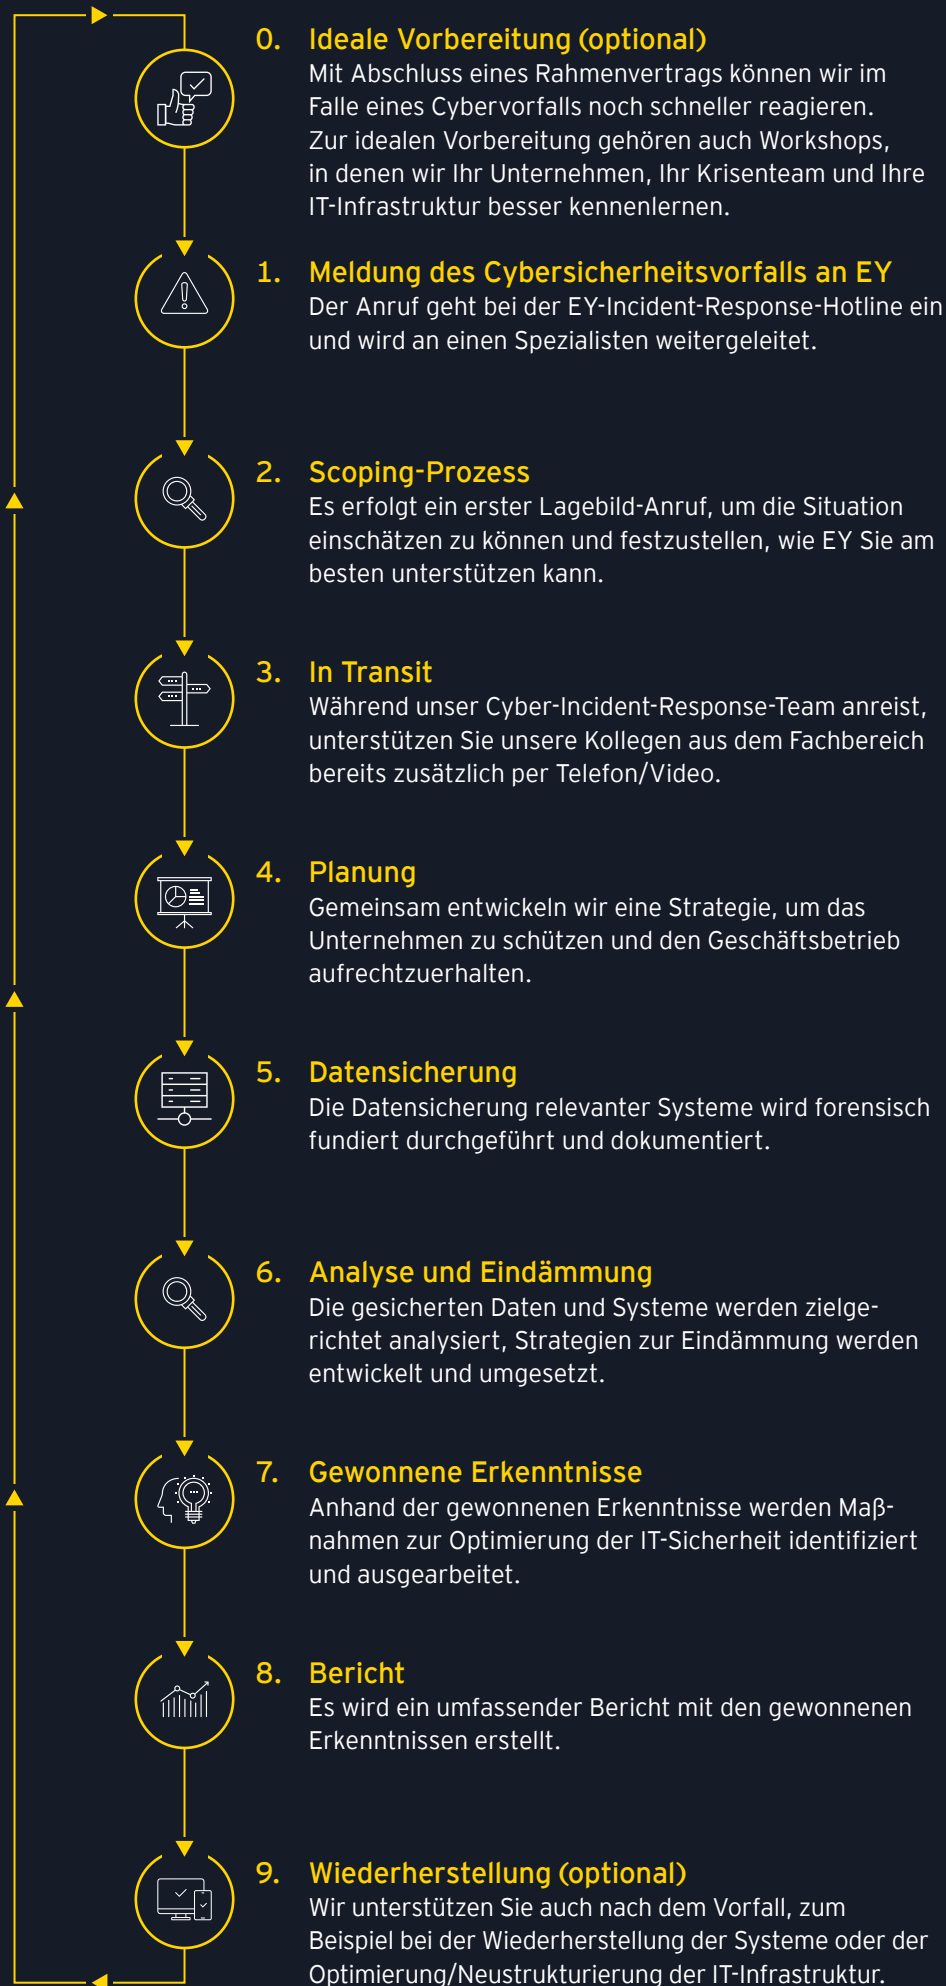 0. Ideale Vorbereitung (optional)
Mit Abschluss eines Rahmenvertrags können wir im
Falle eines Cybervorfalls noch schneller reagieren.
Zur idealen Vorbereitung gehören auch Workshops,
in denen wir Ihr Unternehmen, Ihr Krisenteam und Ihre
IT-Infrastruktur besser kennenlernen.
1. Meldung des Cybersicherheitsvorfalls an EY
Der Anruf geht bei der EY-Incident-Response-Hotline ein
und wird an einen Spezialisten weitergeleitet.
2. Scoping-Prozess
Es erfolgt ein erster Lagebild-Anruf, um die Situation
einschätzen zu können und festzustellen, wie EY Sie am
besten unterstützen kann.
3. In Transit
Während unser Cyber-Incident-Response-Team anreist,
unterstützen Sie unsere Kollegen aus dem Fachbereich
bereits zusätzlich per Telefon/Video.
4. Planung
Gemeinsam entwickeln wir eine Strategie, um das
Unternehmen zu schützen und den Geschäftsbetrieb
aufrechtzuerhalten.
5. Datensicherung
Die Datensicherung relevanter Systeme wird forensisch
fundiert durchgeführt und dokumentiert.
6. Analyse und Eindämmung
Die gesicherten Daten und Systeme werden zielge-
richtet analysiert, Strategien zur Eindämmung werden
entwickelt und umgesetzt.
7. Gewonnene Erkenntnisse
Anhand der gewonnenen Erkenntnisse werden Maß-
nahmen zur Optimierung der IT-Sicherheit identifiziert
und ausgearbeitet.
8. Bericht
Es wird ein umfassender Bericht mit den gewonnenen
Erkenntnissen erstellt.
9. Wiederherstellung (optional)
Wir unterstützen Sie auch nach dem Vorfall, zum
Beispiel bei der Wiederherstellung der Systeme oder der
Optimierung/Neustrukturierung der IT-Infrastruktur.